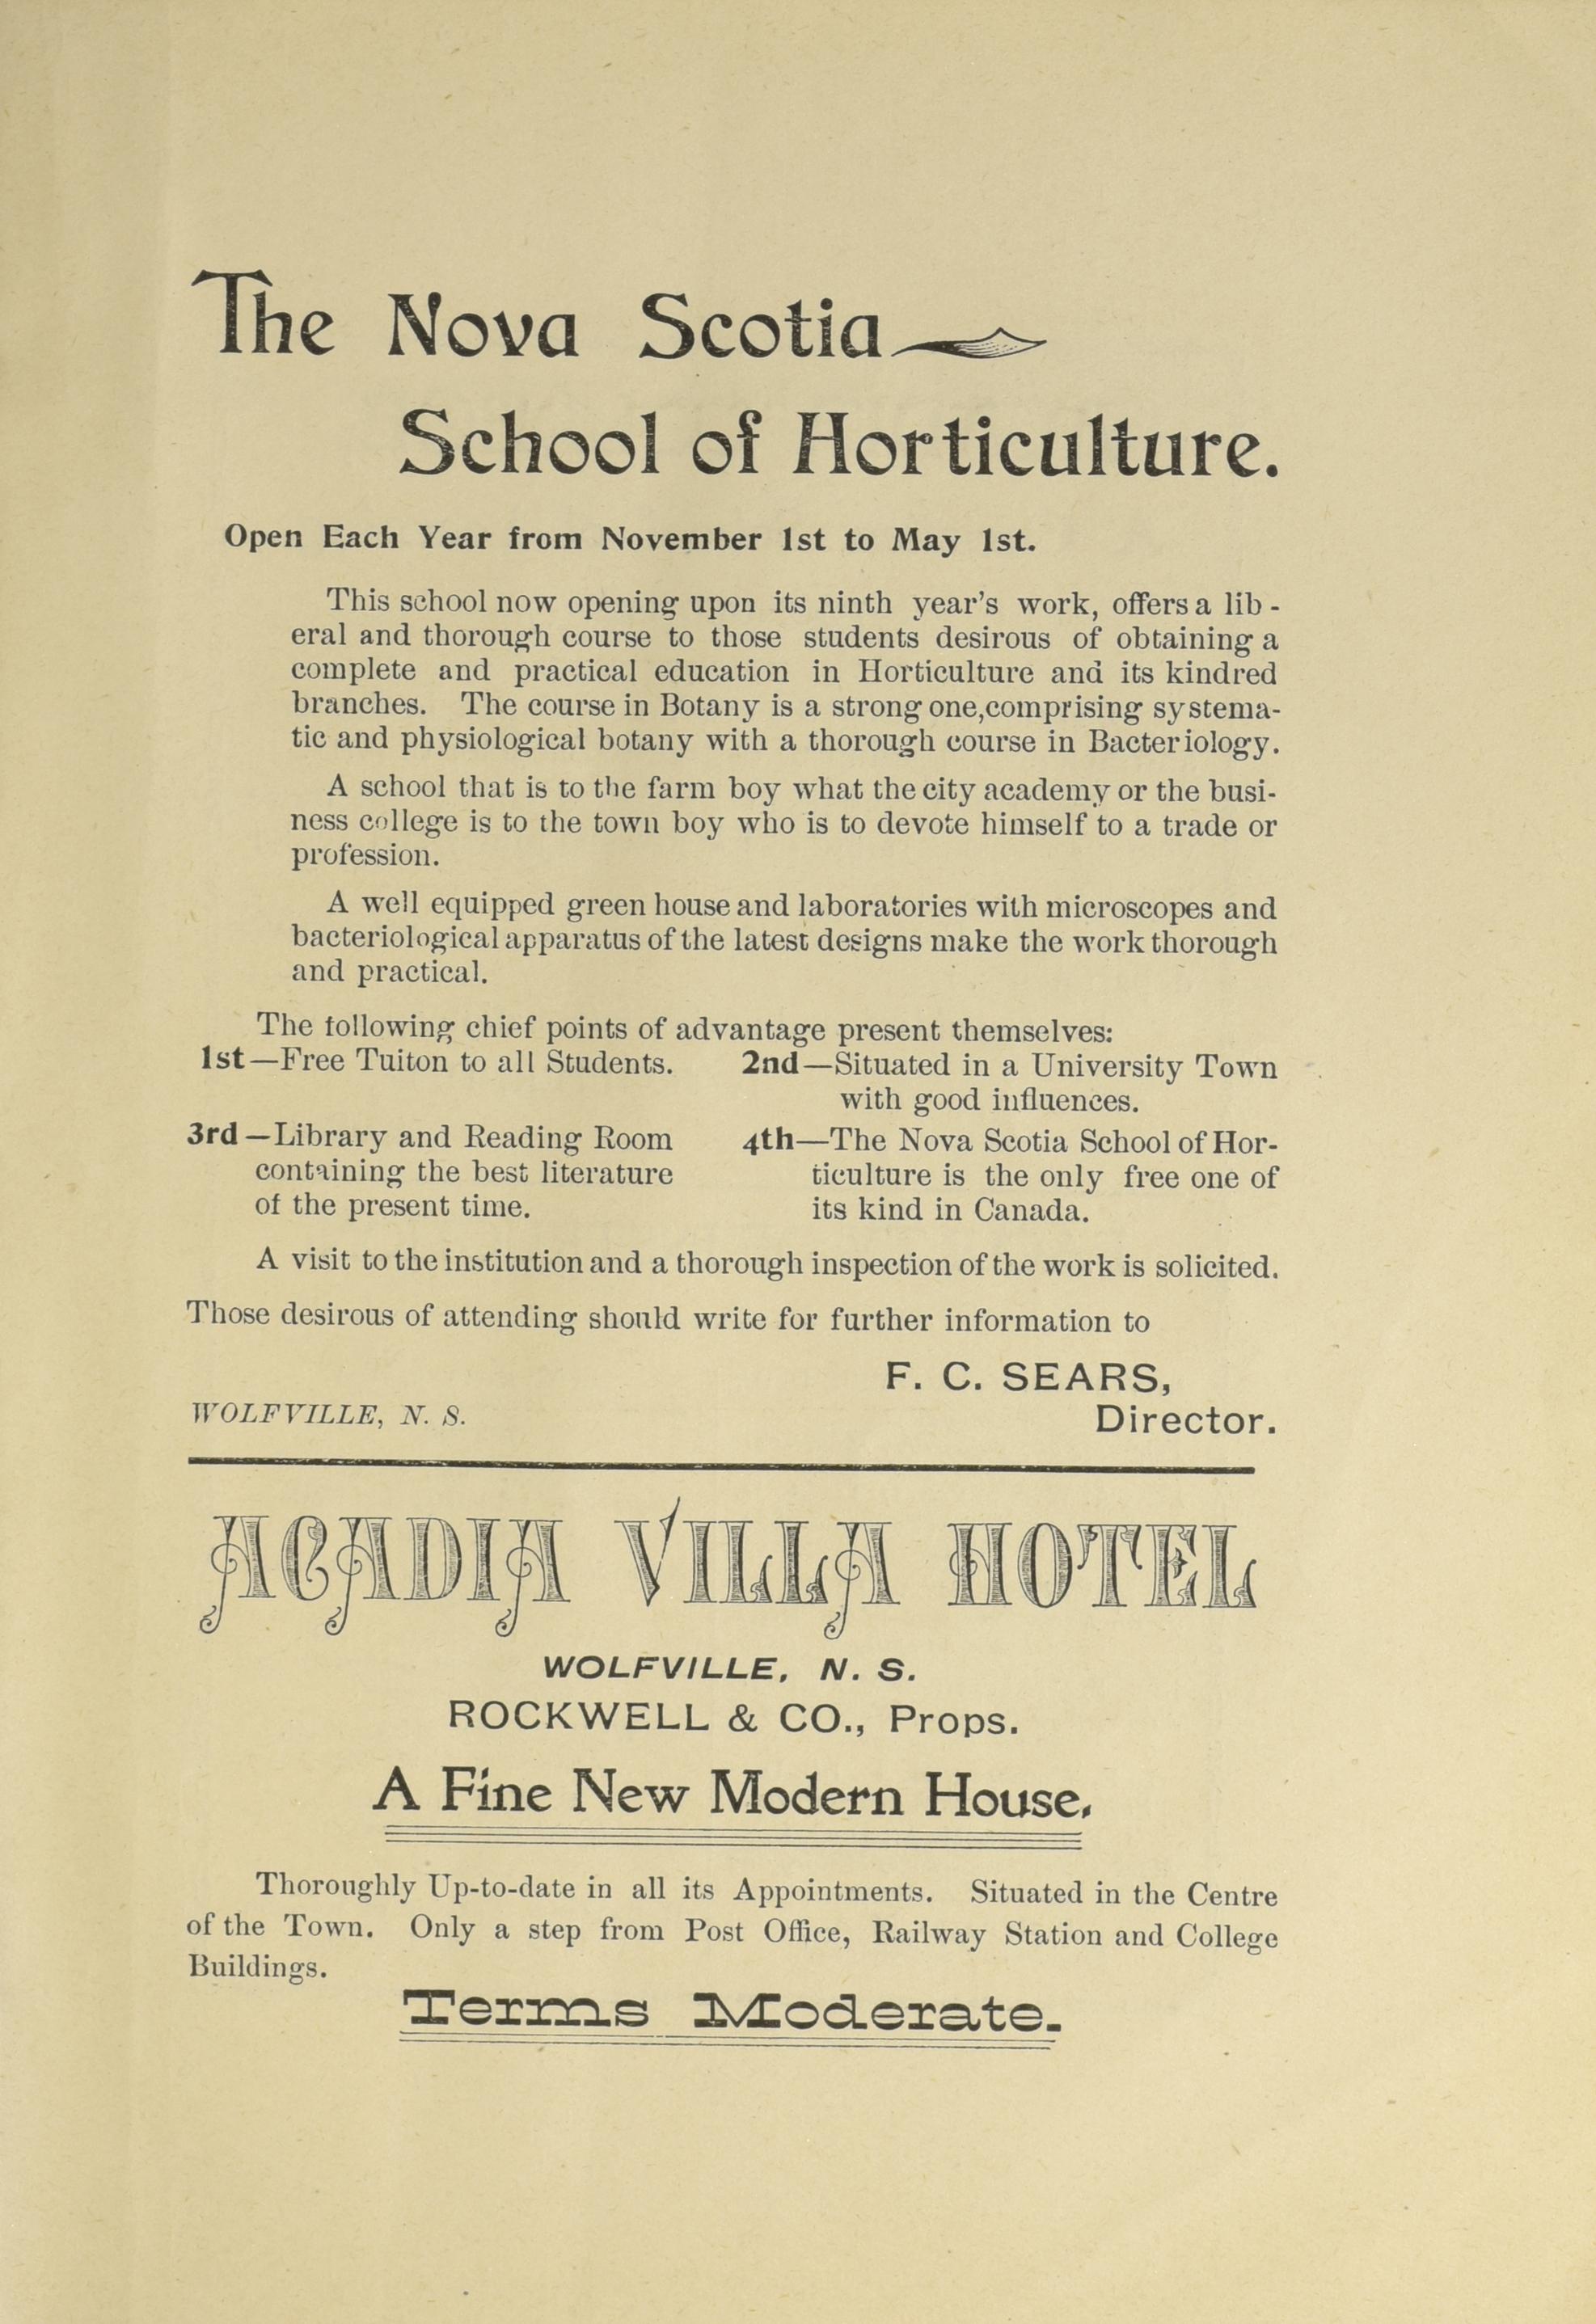 The Nova Scotia
School of Horticulture.
Open Each Year from November 1st to May 1st.
This school now opening upon its ninth year's work, offers a lib-
eral and thorough course to those students desirous of obtaining a
complete and practical education in Horticulture and its kindred
branches. The course in Botany is a strong one,comprising systema-
tic and physiological botany with a thorough course in Bacteriology.
A school that is to the farm boy what the city academy or the busi-
ness college is to the town boy who is to devote himself to a trade or
profession.
A well equipped green house and laboratories with microscopes and
bacteriological apparatus of the latest designs make the work thorough
and practical.
The following chief points of advantage present themselves:
1st—Free Tuiton to all Students.
2nd—Situated in a University Town
with good influences.
3rd—Library and Reading Room
containing the best literature
of the present time.
4th—The Nova Scotia School of Hor-
ticulture is the only free one of
its kind in Canada.
A visit to the institution and a thorough inspection of the work is solicited.
Those desirous of attending should write for further information to
F. C. SEARS,
WOLFVILLE, N. S.
Director.
ACADIA VILLA HOTEL
WOLFVILLE, N. S.
ROCKWELL & CO., Props.
A Fine New Modern House.
Thoroughly Up-to-date in all its Appointments. Situated in the Centre
of the Town. Only a step from Post Office, Railway Station and College
Buildings.
Terms Moderate.